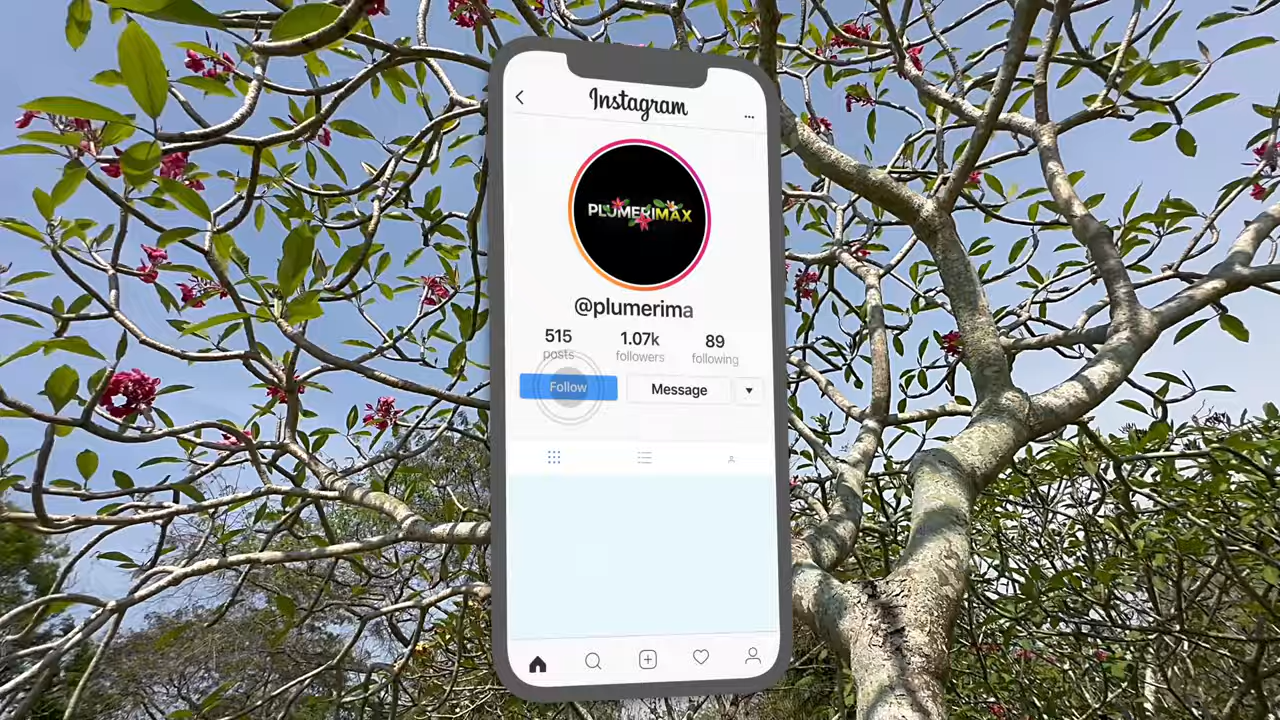 Instagram
PLUMERIMAX
@plumerima
515 1.07k 89
posts followers following
Follow Message